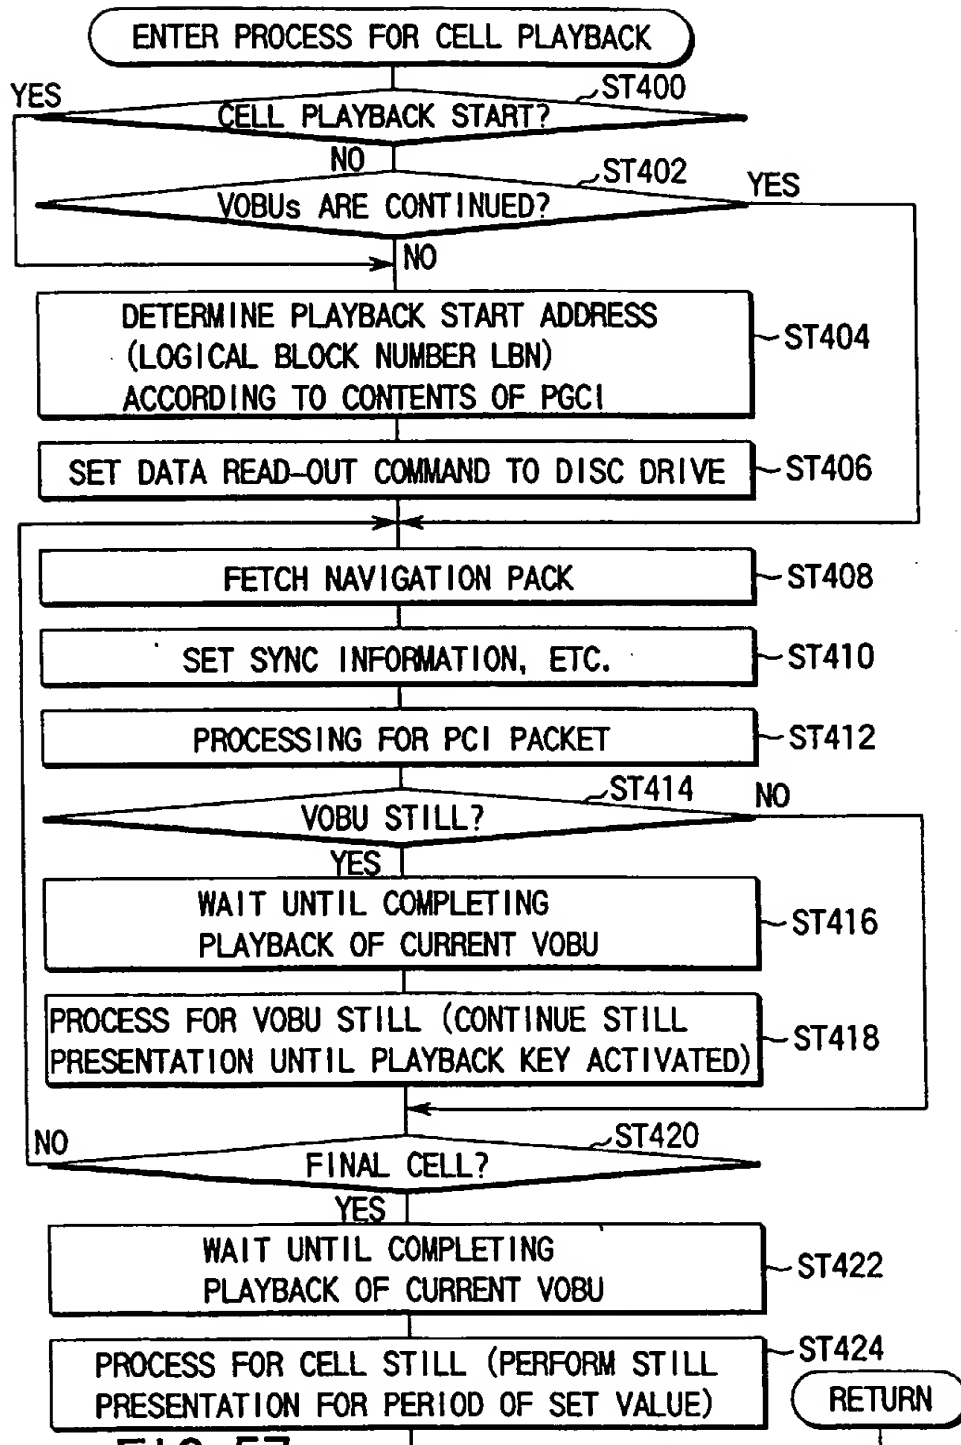 ENTER PROCESS FOR CELL PLAYBACK
ST400
YES
CELL PLAYBACK START?
NO
ST402
YES
VOBUs ARE CONTINUED?
NO
DETERMINE PLAYBACK START ADDRESS
(LOGICAL BLOCK NUMBER LBN)
ACCORDING TO CONTENTS OF PGCI
ST404
SET DATA READ-OUT COMMAND TO DISC DRIVE
ST406
FETCH NAVIGATION PACK
ST408
SET SYNC INFORMATION, ETC.
ST410
PROCESSING FOR PCI PACKET
ST412
ST414
NO
VOBU STILL?
YES
WAIT UNTIL COMPLETING
PLAYBACK OF CURRENT VOBU
ST416
PROCESS FOR VOBU STILL (CONTINUE STILL
PRESENTATION UNTIL PLAYBACK KEY ACTIVATED)
ST418
ST420
NO
FINAL CELL?
YES
WAIT UNTIL COMPLETING
PLAYBACK OF CURRENT VOBU
ST422
PROCESS FOR CELL STILL (PERFORM STILL
PRESENTATION FOR PERIOD OF SET VALUE)
ST424
RETURN